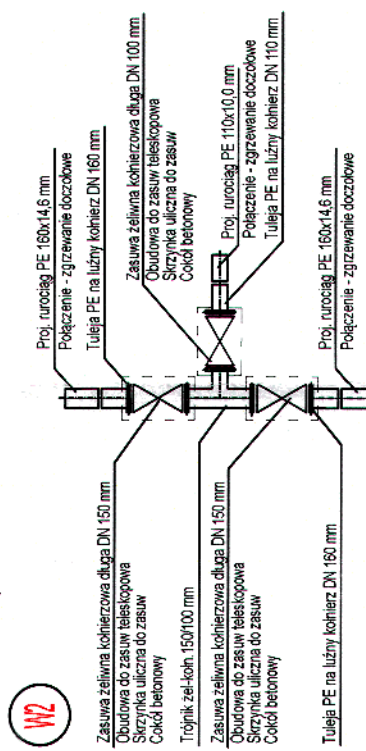 W2
Proj. rurociąg PE 160x14,6 mm
Połączenie - zgrzewanie doczołowe
Tuleja PE na luźny kołnierz DN 160 mm
Zasuwa żeliwna kołnierzowa długa DN 100 mm
Obudowa do zasuw teleskopowa
Skrzynka uliczna do zasuw
Cokół betonowy
Proj. rurociąg PE 110x10,0 mm
Połączenie - zgrzewanie doczołowe
Tuleja PE na luźny kołnierz DN 110 mm
Zasuwa żeliwna kołnierzowa długa DN 150 mm
Obudowa do zasuw teleskopowa
Skrzynka uliczna do zasuw
Cokół betonowy
Trójnik żel-kołn.150/100 mm
Zasuwa żeliwna kołnierzowa długa DN 150 mm
Obudowa do zasuw teleskopowa
Skrzynka uliczna do zasuw
Cokół betonowy
Tuleja PE na luźny kołnierz DN 160 mm
Proj. rurociąg PE 160x14,6 mm
Połączenie - zgrzewanie doczołowe